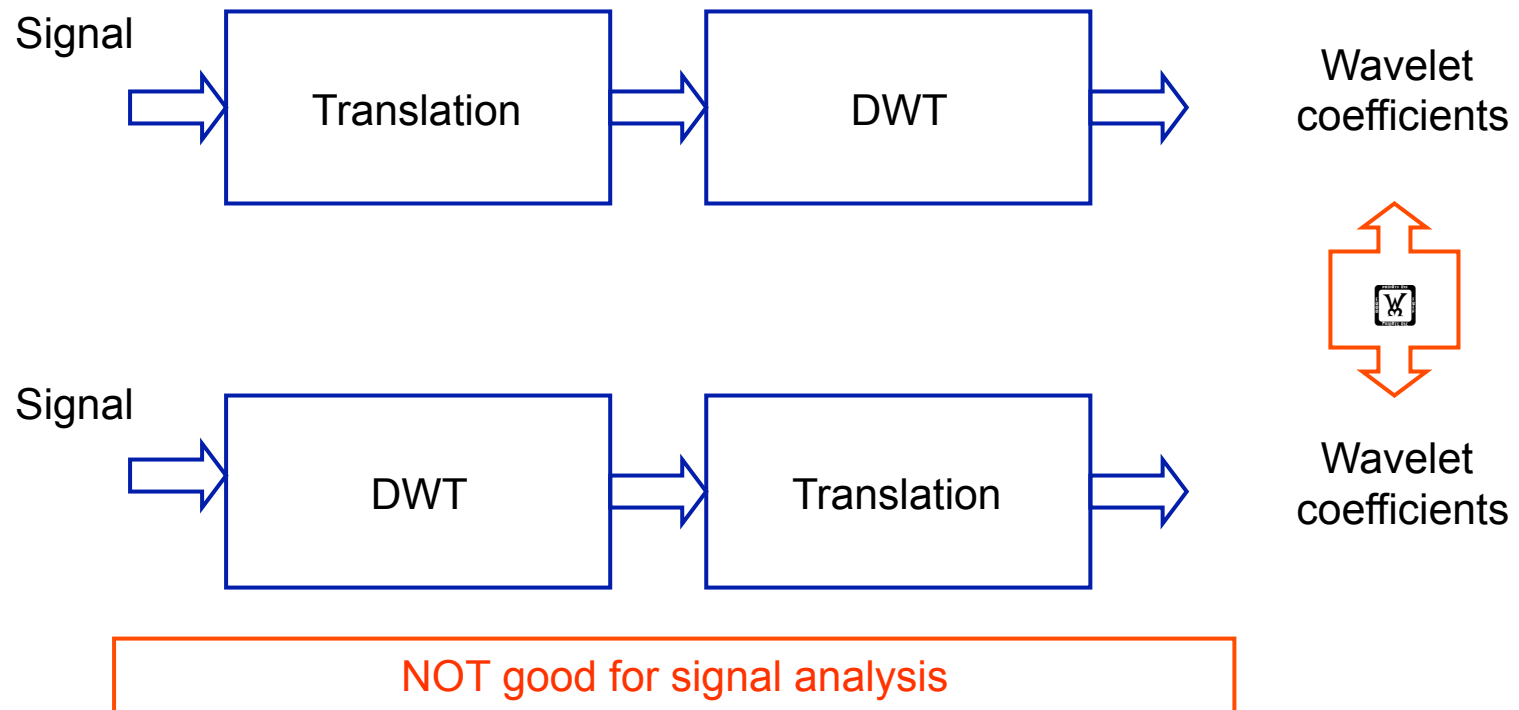 Signal
Translation
DWT
Wavelet
coefficients
Signal
DWT
Translation
Wavelet
coefficients
NOT good for signal analysis